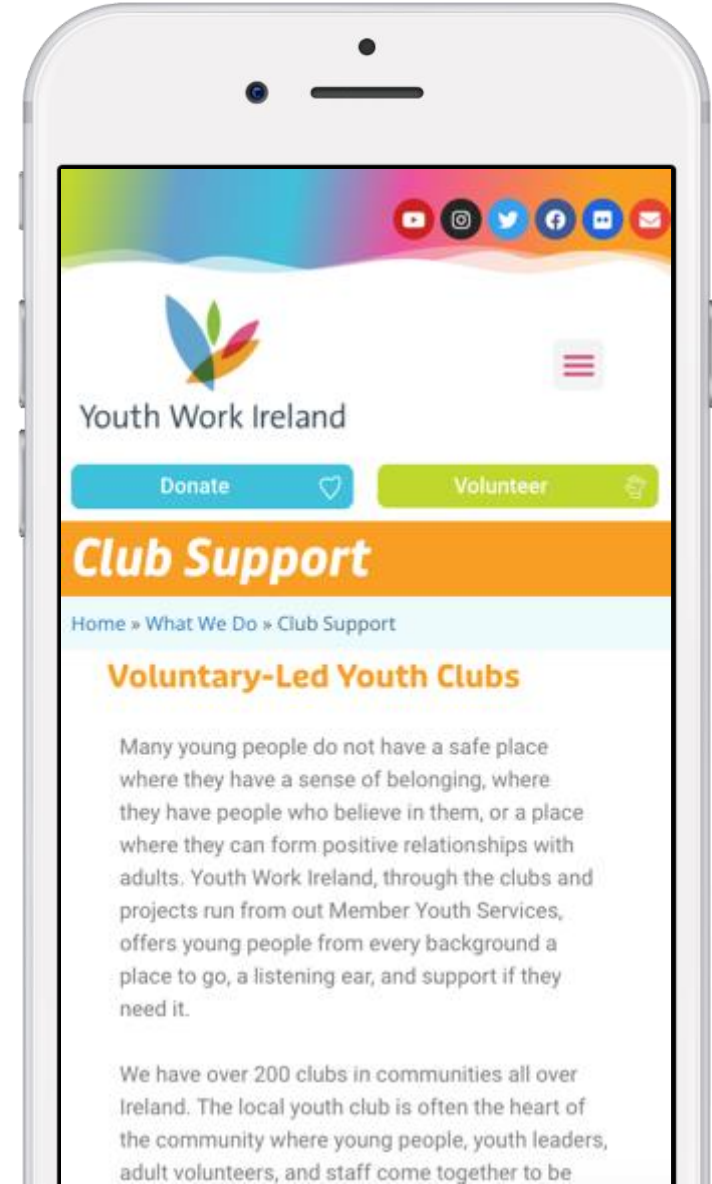 Youth Work Ireland
Donate
Volunteer
Club Support
Home » What We Do » Club Support
Voluntary-Led Youth Clubs
Many young people do not have a safe place
where they have a sense of belonging, where
they have people who believe in them, or a place
where they can form positive relationships with
adults. Youth Work Ireland, through the clubs and
projects run from out Member Youth Services,
offers young people from every background a
place to go, a listening ear, and support if they
need it.
We have over 200 clubs in communities all over
Ireland. The local youth club is often the heart of
the community where young people, youth leaders,
adult volunteers, and staff come together to be